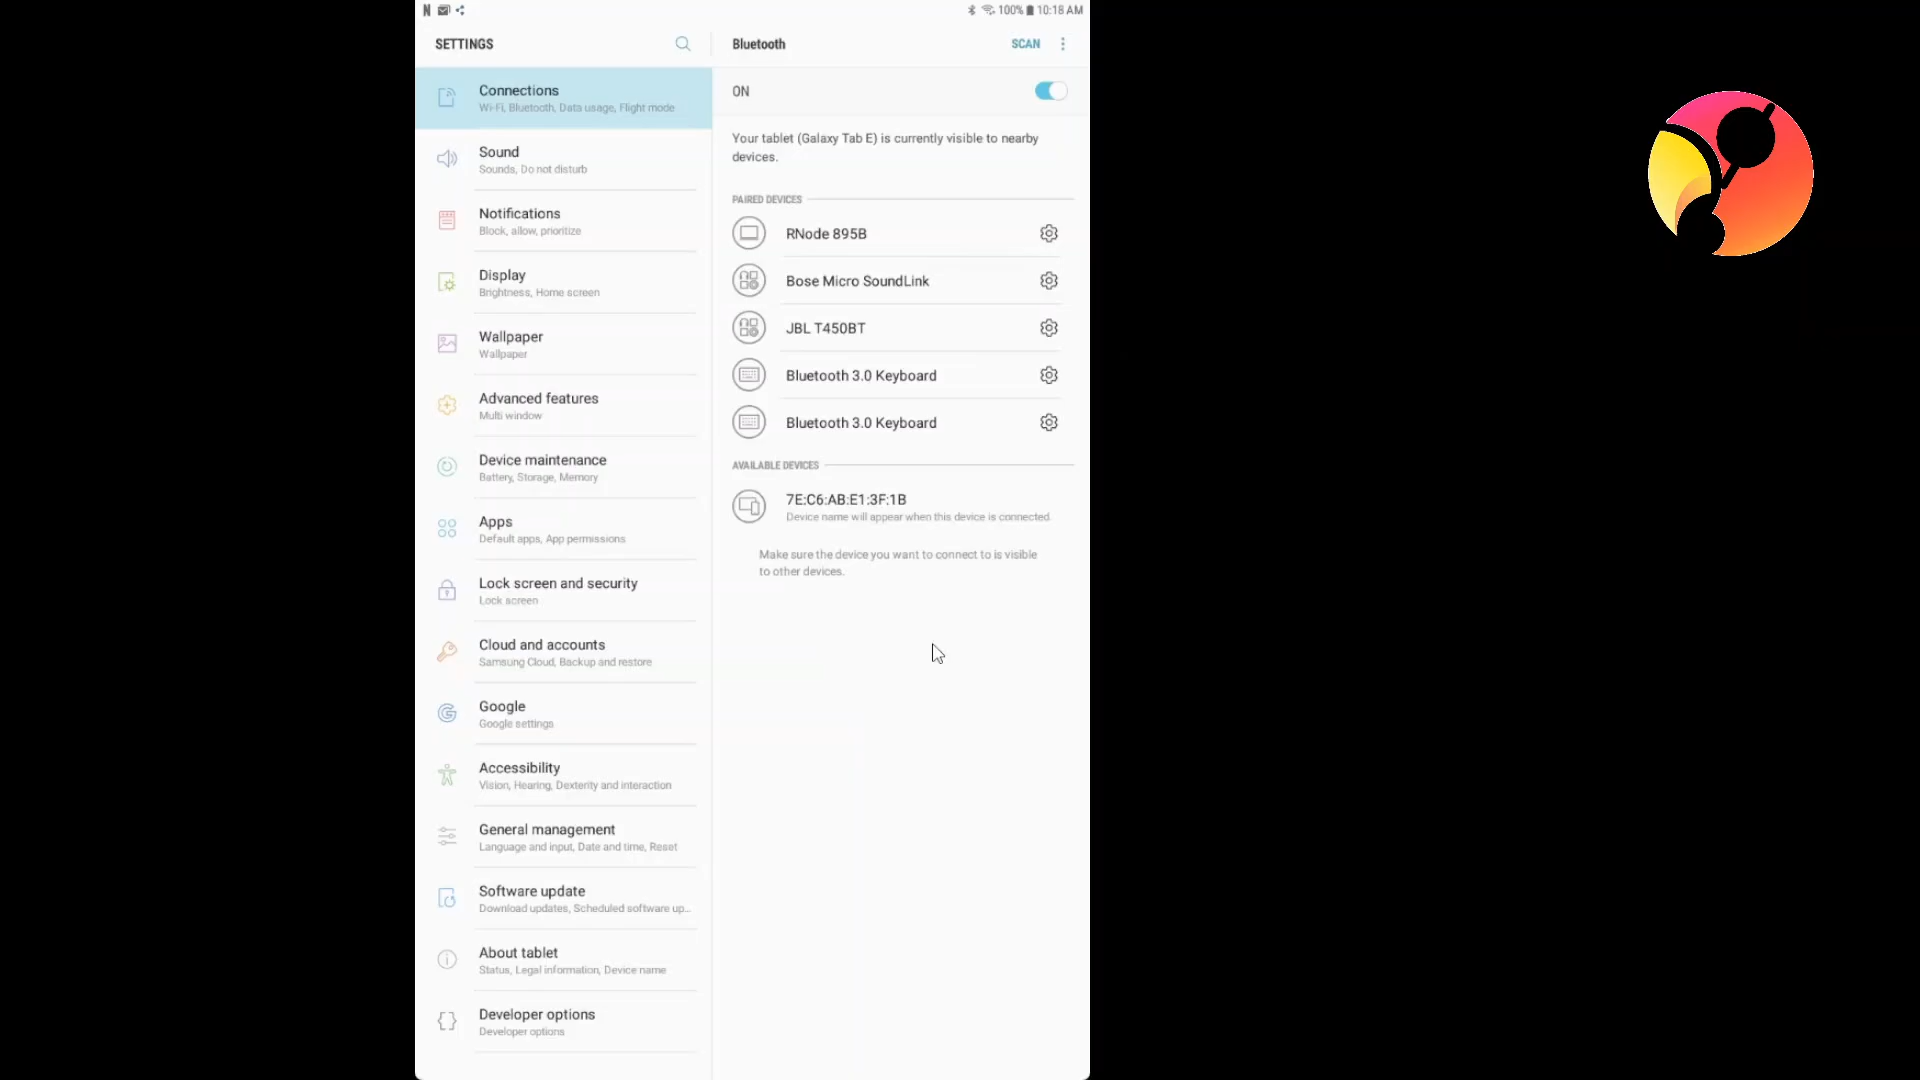 100% 10:18 AM
SETTINGS
Connections
Wi-Fi, Bluetooth, Data usage, Flight mode
Sound
Sounds, Do not disturb
Notifications
Block, allow, prioritize
Display
Brightness, Home screen
Wallpaper
Wallpaper
Advanced features
Multi window
Device maintenance
Battery, Storage, Memory
Apps
Default apps, App permissions
Lock screen and security
Lock screen
Cloud and accounts
Samsung Cloud, Backup and restore
Google
Google settings
Accessibility
Vision, Hearing, Dexterity and interaction
General management
Language and input, Date and time, Reset
Software update
Download updates, Scheduled software up...
About tablet
Status, Legal information, Device name
Developer options
Developer options
Bluetooth
SCAN
ON
Your tablet (Galaxy Tab E) is currently visible to nearby
devices.
PAIRED DEVICES
RNode 895B
Bose Micro SoundLink
JBL T450BT
Bluetooth 3.0 Keyboard
Bluetooth 3.0 Keyboard
AVAILABLE DEVICES
7E:C6:AB:E1:3F:1B
Device name will appear when this device is connected.
Make sure the device you want to connect to is visible
to other devices.